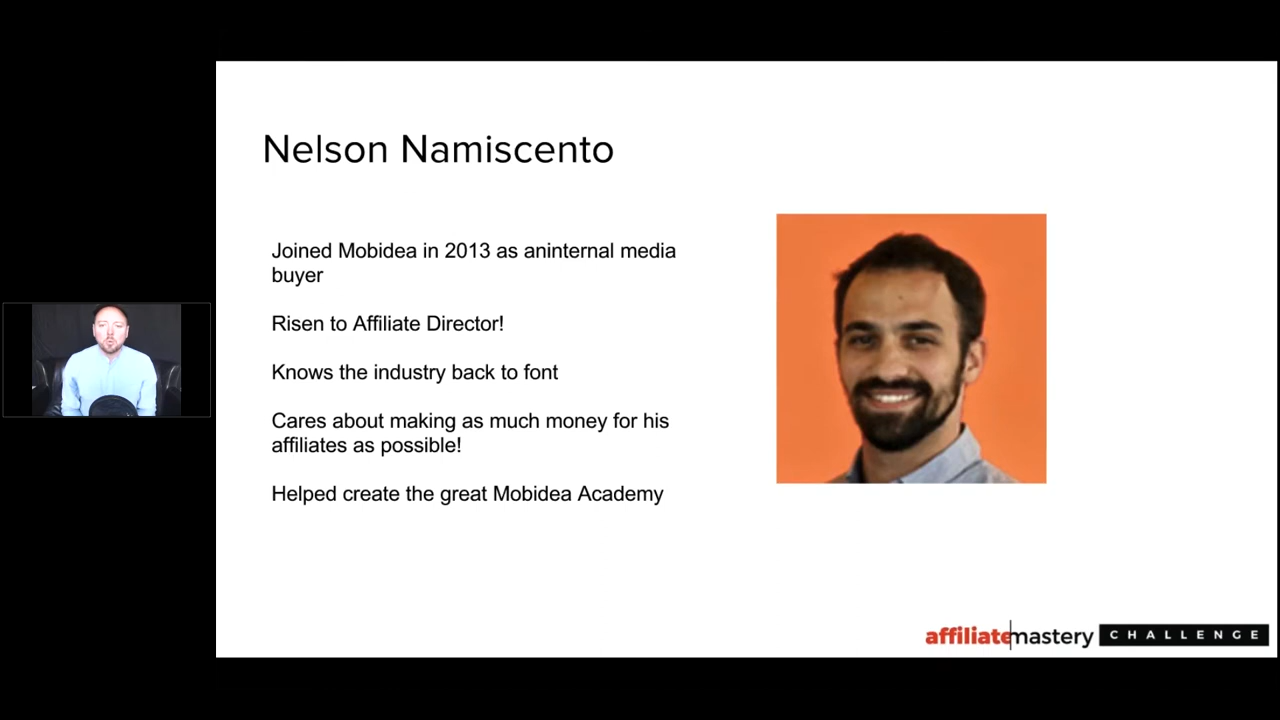 Nelson Namiscento
Joined Mobidea in 2013 as aninternal media
buyer
Risen to Affiliate Director!
Knows the industry back to font
Cares about making as much money for his
affiliates as possible!
Helped create the great Mobidea Academy
affiliatemastery CHALLENGE